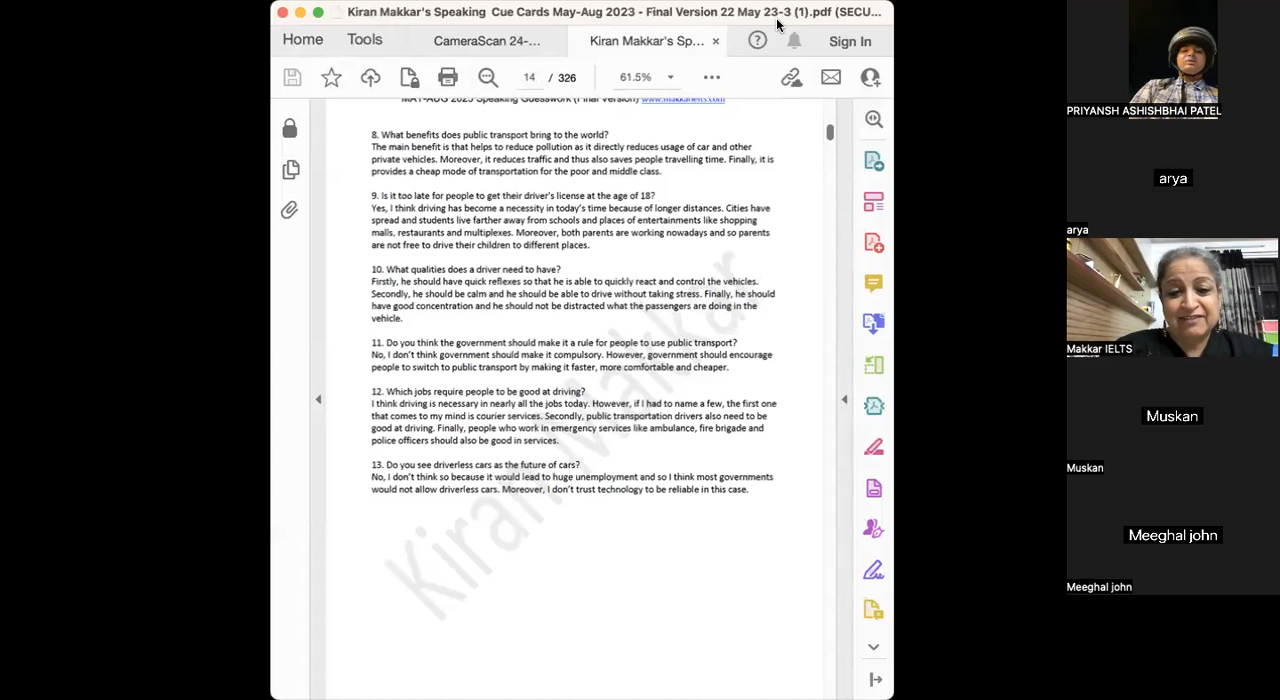 Kiran Makkar's Speaking Cue Cards May-Aug 2023 - Final Version 22 May 23-3 (1).pdf (SECU...
Home
Tools
CameraScan 24-...
Kiran Makkar's Sp... ×
Sign In
14 / 326
61.5%
MAY-AUG 2023 Speaking Guesswork (Final Version) www.makkarielts.com
8. What benefits does public transport bring to the world?
The main benefit is that helps to reduce pollution as it directly reduces usage of car and other
private vehicles. Moreover, it reduces traffic and thus also saves people travelling time. Finally, it is
provides a cheap mode of transportation for the poor and middle class.
9. Is it too late for people to get their driver's license at the age of 18?
Yes, I think driving has become a necessity in today's time because of longer distances. Cities have
spread and students live farther away from schools and places of entertainments like shopping
malls, restaurants and multiplexes. Moreover, both parents are working nowadays and so parents
are not free to drive their children to different places.
10. What qualities does a driver need to have?
Firstly, he should have quick reflexes so that he is able to quickly react and control the vehicles.
Secondly, he should be calm and he should be able to drive without taking stress. Finally, he should
have good concentration and he should not be distracted what the passengers are doing in the
vehicle.
11. Do you think the government should make it a rule for people to use public transport?
No, I don't think government should make it compulsory. However, government should encourage
people to switch to public transport by making it faster, more comfortable and cheaper.
12. Which jobs require people to be good at driving?
I think driving is necessary in nearly all the jobs today. However, if I had to name a few, the first one
that comes to my mind is courier services. Secondly, public transportation drivers also need to be
good at driving. Finally, people who work in emergency services like ambulance, fire brigade and
police officers should also be good in services.
13. Do you see driverless cars as the future of cars?
No, I don't think so because it would lead to huge unemployment and so I think most governments
would not allow driverless cars. Moreover, I don't trust technology to be reliable in this case.
Kiran Makkar
PRIYANSH ASHISHBHAI PATEL
arya
arya
Makkar IELTS
Muskan
Muskan
Meeghal john
Meeghal john